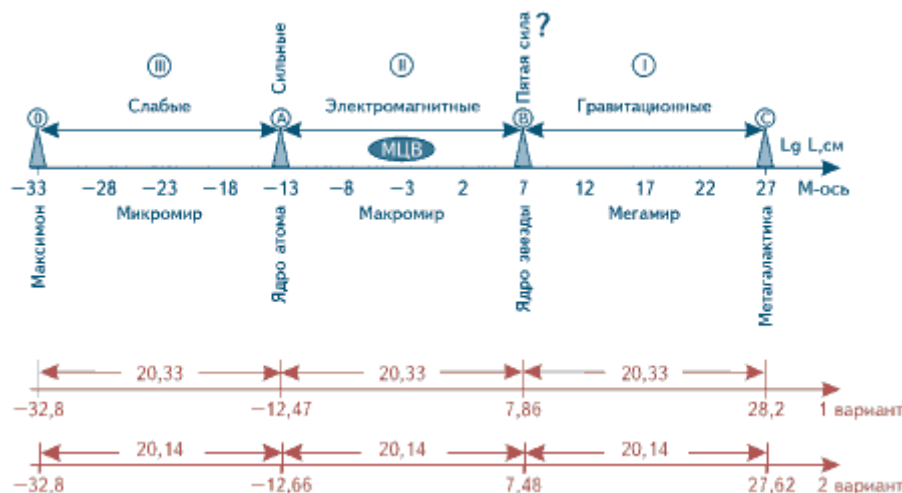 Сильные
Пятая сила ?
III
II
I
Слабые
Электромагнитные
Гравитационные
0
A
B
C
МЦВ
Lg L,см
−33 −28 −23 −18 −13 −8 −3 2 7 12 17 22 27 М-ось
Микромир
Макромир
Мегамир
Максимон
Ядро атома
Ядро звезды
Метагалактика
20,33 20,33 20,33
−32,8 −12,47 7,86 28,2 1 вариант
20,14 20,14 20,14
−32,8 −12,66 7,48 27,62 2 вариант